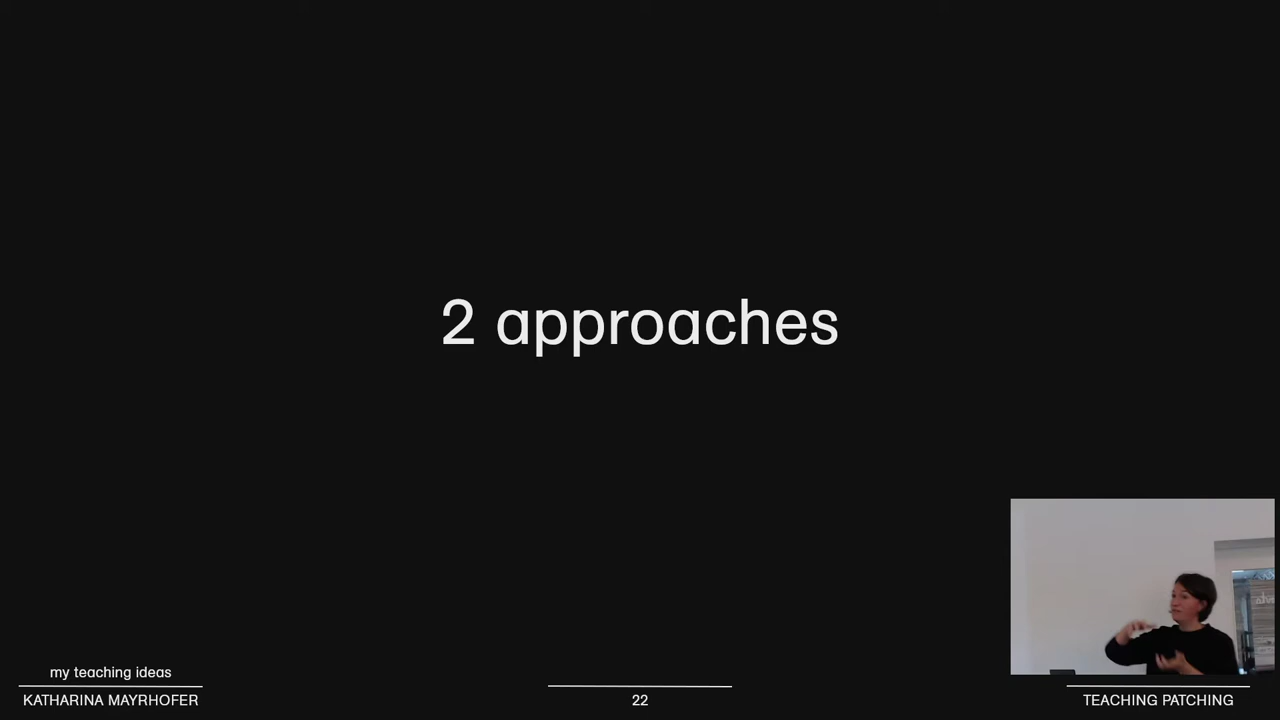 2 approaches
my teaching ideas
KATHARINA MAYRHOFER
22
TEACHING PATCHING